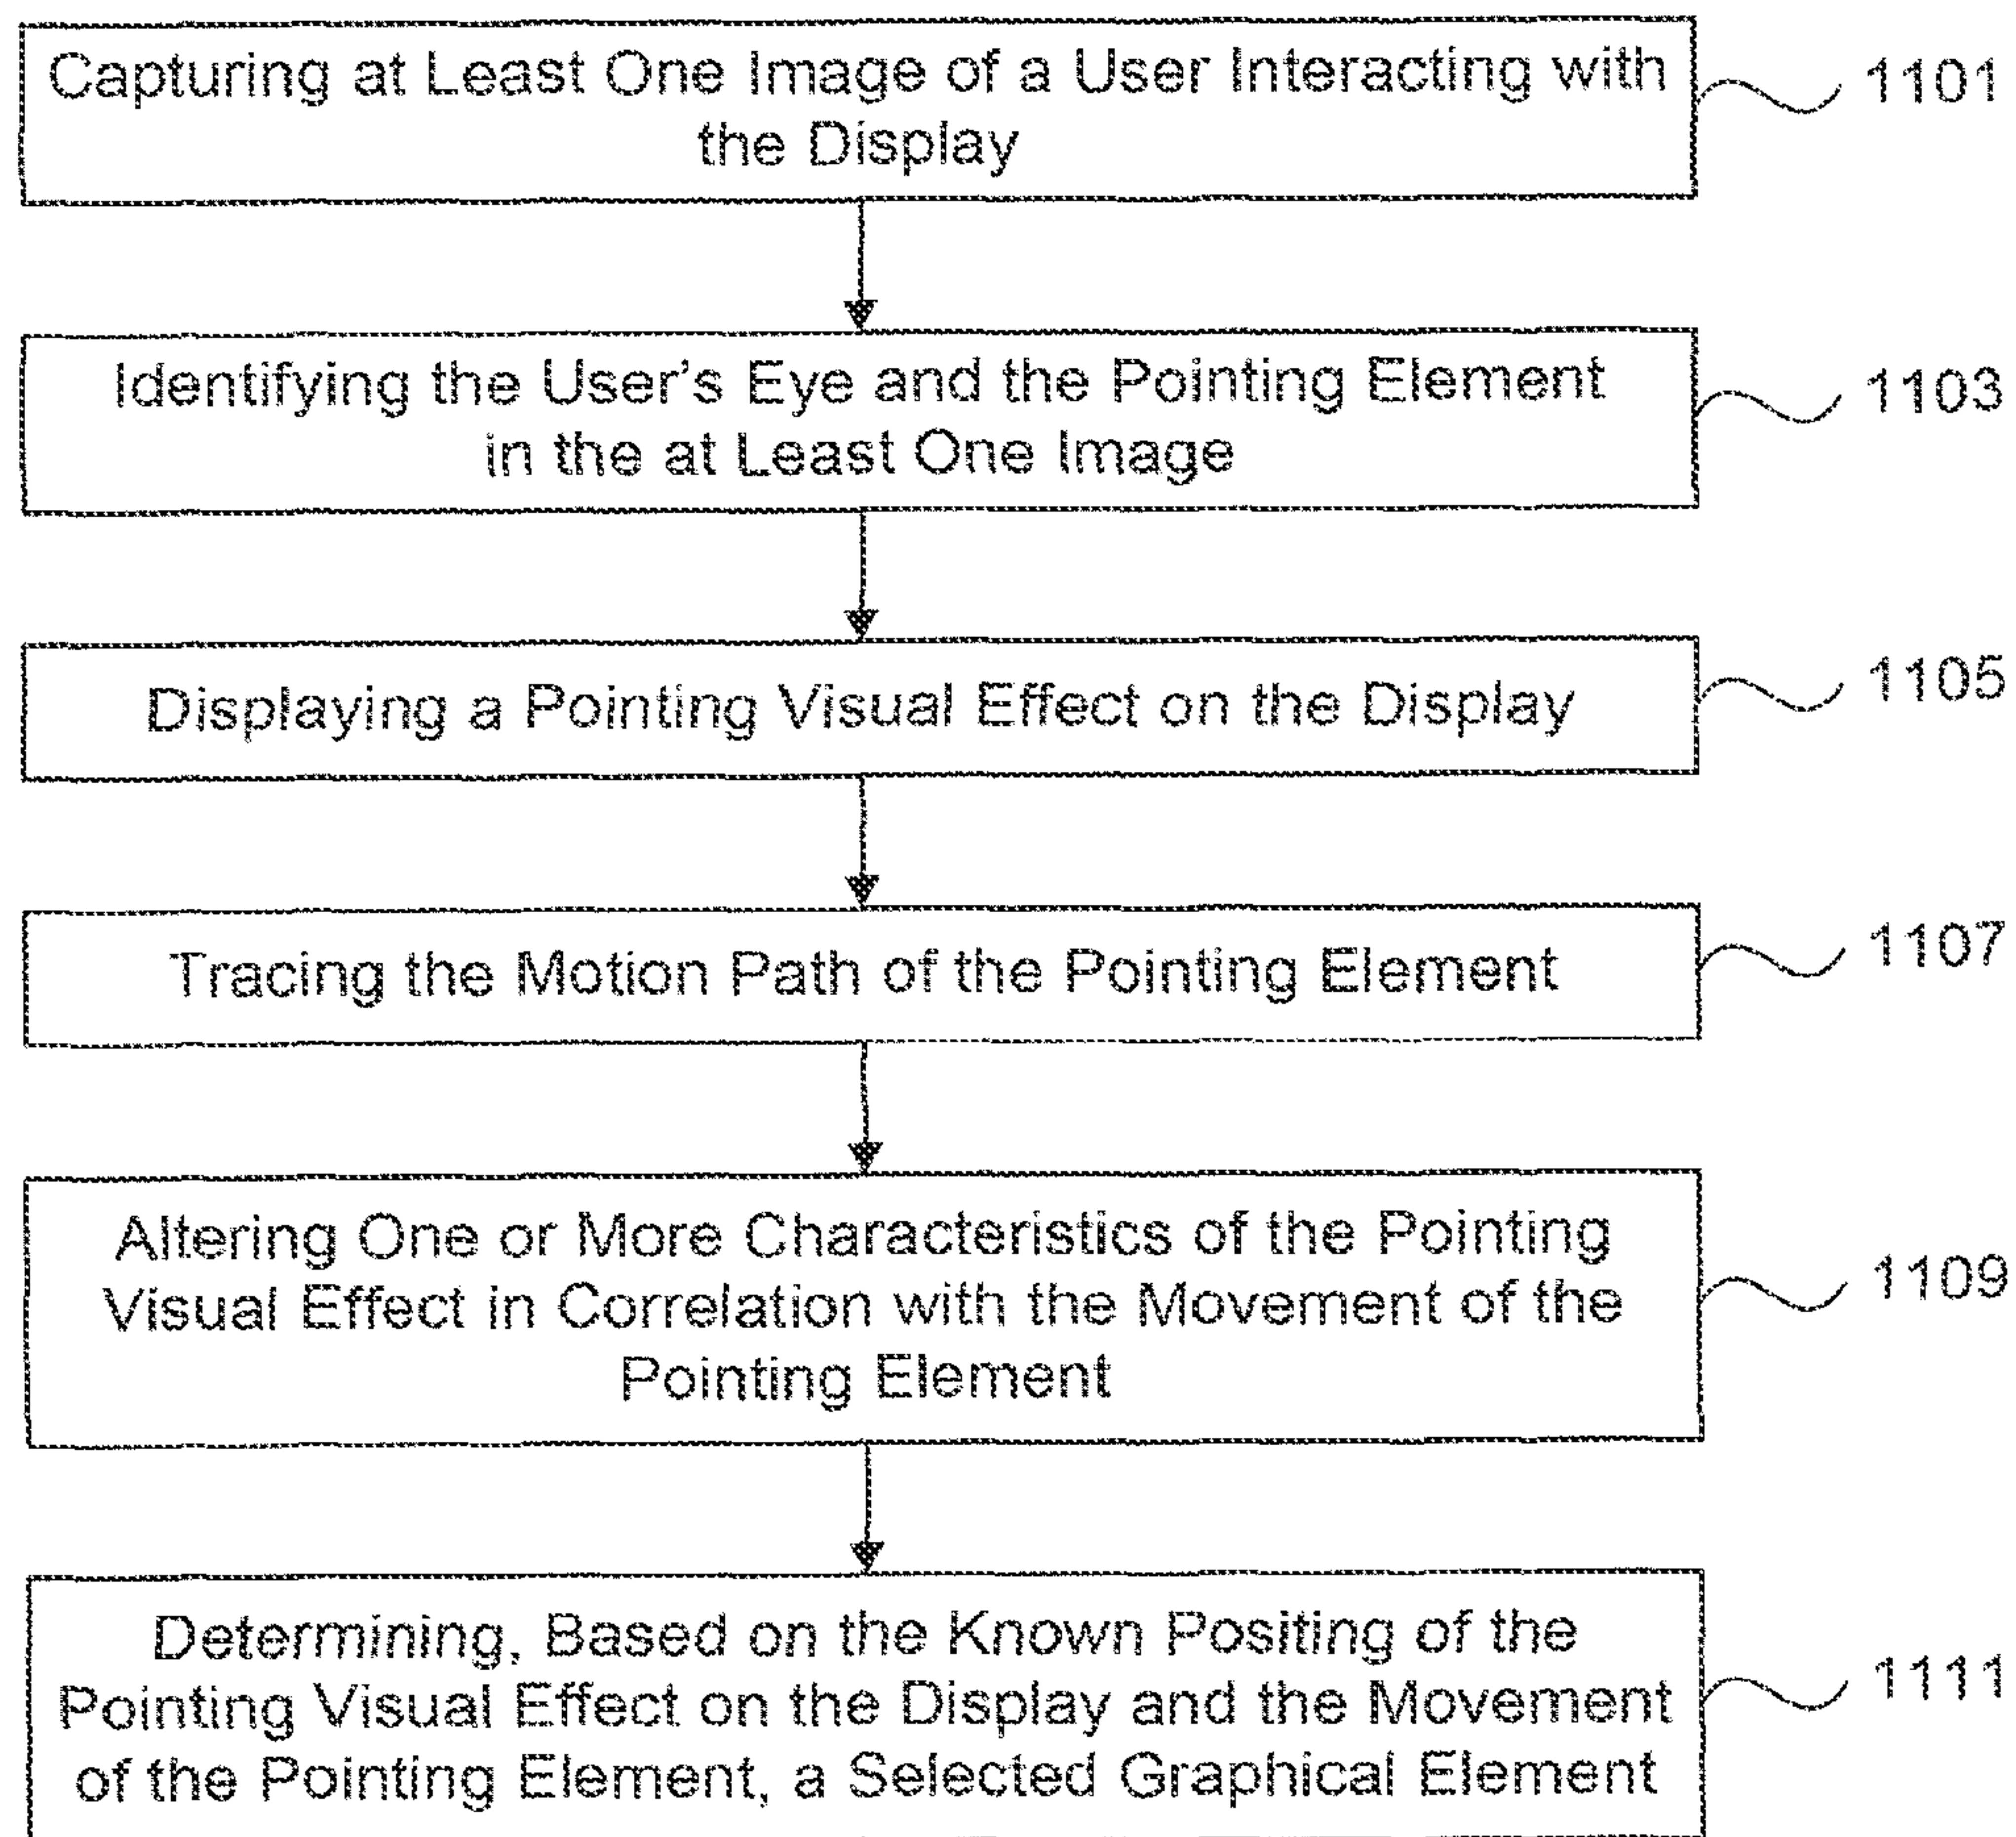 Capturing at Least One Image of a User Interacting with
the Display
1101
Identifying the User's Eye and the Pointing Element
in the at Least One Image
1103
Displaying a Pointing Visual Effect on the Display
1105
Tracing the Motion Path of the Pointing Element
1107
Altering One or More Characteristics of the Pointing
Visual Effect in Correlation with the Movement of the
Pointing Element
1109
Determining, Based on the Known Positing of the
Pointing Visual Effect on the Display and the Movement
of the Pointing Element, a Selected Graphical Element
1111